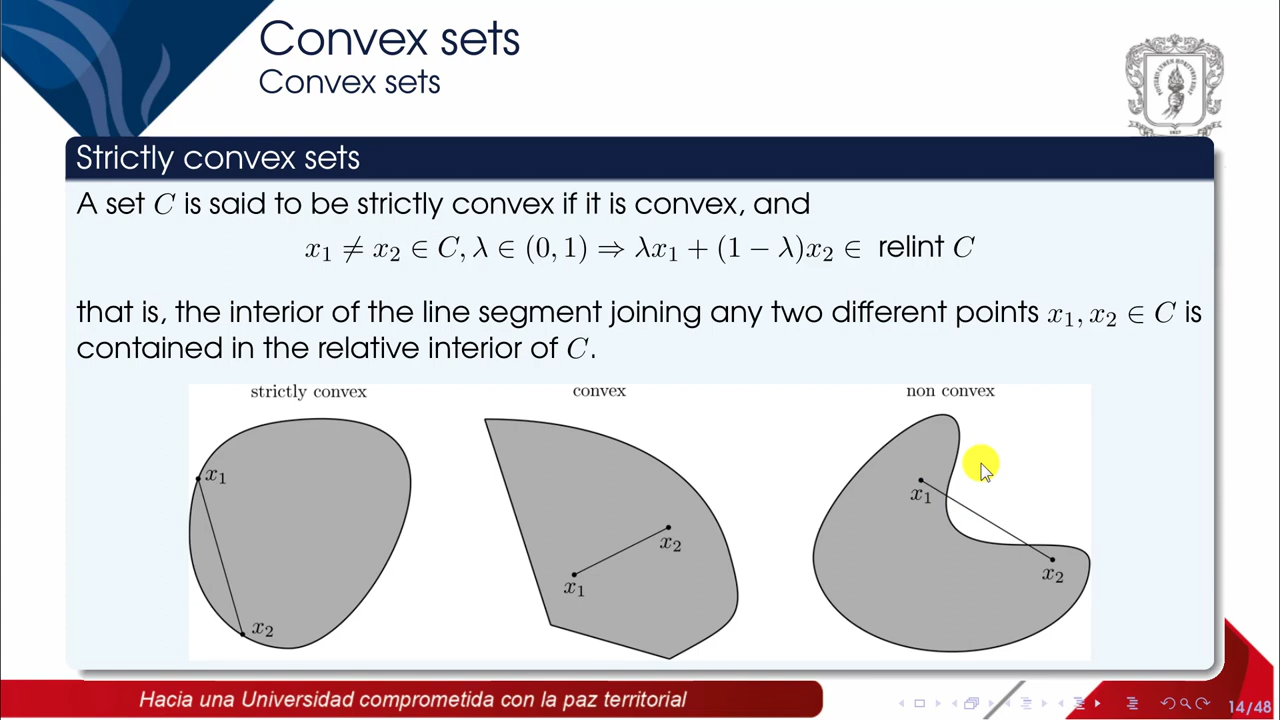 Convex sets
Convex sets
Strictly convex sets
A set C is said to be strictly convex if it is convex, and
x₁ ≠ x₂ ∈ C, λ ∈ (0, 1) ⇒ λx₁ + (1 − λ)x₂ ∈ relint C
that is, the interior of the line segment joining any two different points x₁, x₂ ∈ C is
contained in the relative interior of C.
strictly convex
convex
non convex
x₁
x₂
x₁
x₂
x₁
x₂
Hacia una Universidad comprometida con la paz territorial
14/48